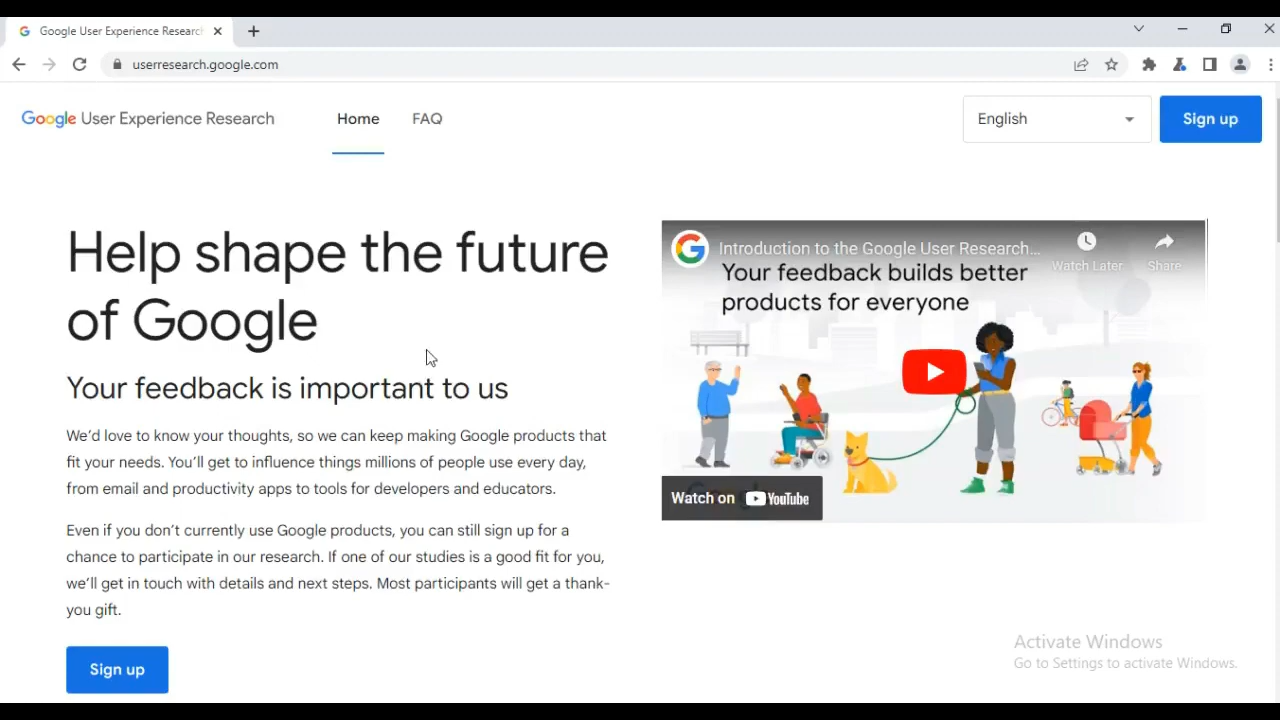 Google User Experience Research
userresearch.google.com
Google User Experience Research
Home
FAQ
English
Sign up
Help shape the future
of Google
Your feedback is important to us
We’d love to know your thoughts, so we can keep making Google products that
fit your needs. You’ll get to influence things millions of people use every day,
from email and productivity apps to tools for developers and educators.
Even if you don’t currently use Google products, you can still sign up for a
chance to participate in our research. If one of our studies is a good fit for you,
we’ll get in touch with details and next steps. Most participants will get a thank-
you gift.
Sign up
Introduction to the Google User Research...
Watch Later
Share
Your feedback builds better
products for everyone
Watch on YouTube
Activate Windows
Go to Settings to activate Windows.